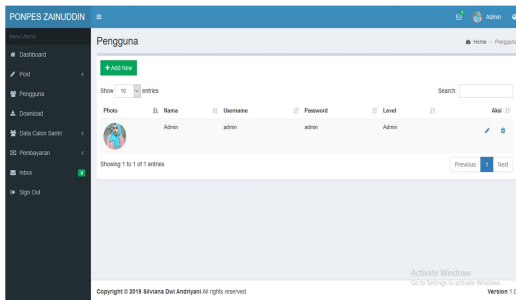 PONPES ZAINUDDIN
Admin
Menu Utama
Pengguna
Home > Pengguna
Dashboard
Post
Pengguna
Download
Data Calon Santri
Pembayaran
Inbox
Sign Out
+ Add New
Show 10 entries
Search:
Photo Nama Username Password Level Aksi
Admin admin admin Admin
Showing 1 to 1 of 1 entries
Previous 1 Next
Activate Windows
Go to Settings to activate Windows.
Copyright © 2019 Silviana Dwi Andriyani All rights reserved.
Version 1.0